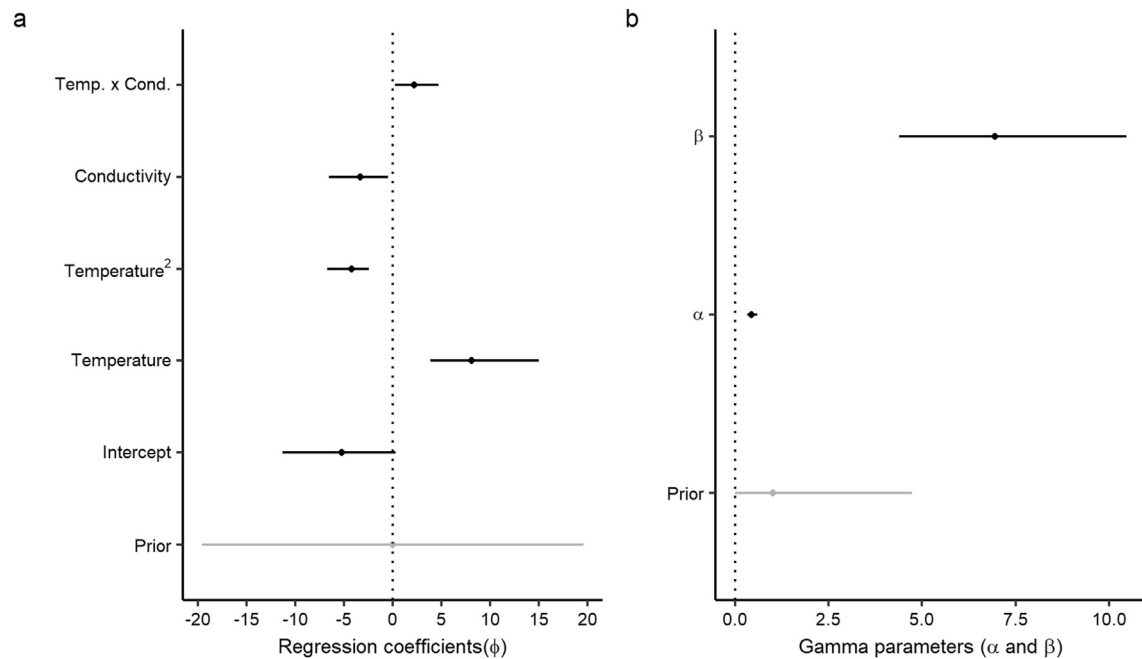 a
Temp. x Cond.
Conductivity
Temperature²
Temperature
Intercept
Prior
-20 -15 -10 -5 0 5 10 15 20
Regression coefficients(ϕ)
b
β
α
Prior
0.0 2.5 5.0 7.5 10.0
Gamma parameters (α and β)